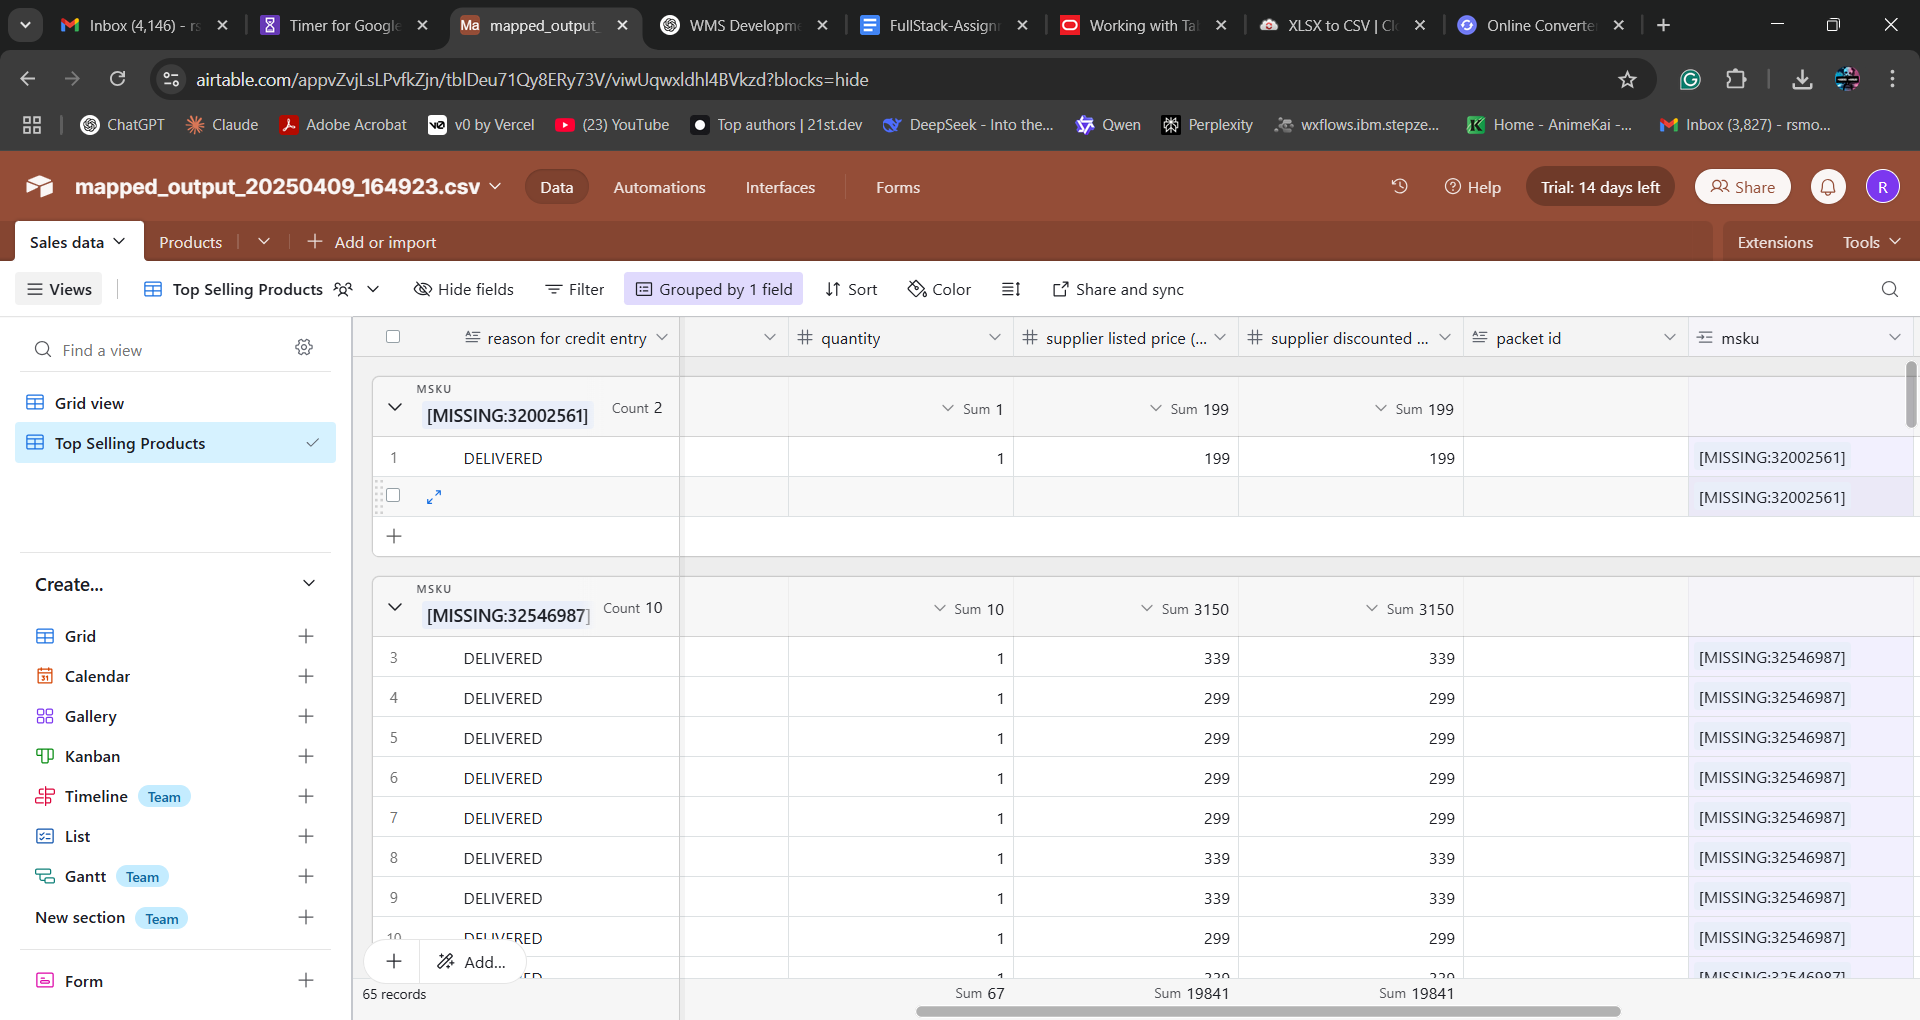 Inbox (4,146) - rs
Timer for Google
Ma
mapped_output_
WMS Developme
FullStack-Assign
Working with Tal
XLSX to CSV | Clo
Online Converte
airtable.com/appvZvjLsLPvfkZjn/tblDeu71Qy8ERy73V/viwUqwxldhl4BVkzd?blocks=hide
ChatGPT
Claude
Adobe Acrobat
v0 by Vercel
(23) YouTube
Top authors | 21st.dev
DeepSeek - Into the...
Qwen
Perplexity
wxflows.ibm.stepze...
Home - AnimeKai -...
Inbox (3,827) - rsmo...
mapped_output_20250409_164923.csv
Data
Automations
Interfaces
Forms
Help
Trial: 14 days left
Share
R
Sales data
Products
Add or import
Extensions
Tools
Views
Top Selling Products
Hide fields
Filter
Grouped by 1 field
Sort
Color
Share and sync
Find a view
Grid view
Top Selling Products
Create...
Grid
Calendar
Gallery
Kanban
Timeline Team
List
Gantt Team
New section Team
Form
reason for credit entry
quantity
supplier listed price (...
supplier discounted ...
packet id
msku
MSKU
[MISSING:32002561] Count 2 Sum 1 Sum 199 Sum 199
1 DELIVERED 1 199 199 [MISSING:32002561]
[MISSING:32002561]
MSKU
[MISSING:32546987] Count 10 Sum 10 Sum 3150 Sum 3150
3 DELIVERED 1 339 339 [MISSING:32546987]
4 DELIVERED 1 299 299 [MISSING:32546987]
5 DELIVERED 1 299 299 [MISSING:32546987]
6 DELIVERED 1 299 299 [MISSING:32546987]
7 DELIVERED 1 299 299 [MISSING:32546987]
8 DELIVERED 1 339 339 [MISSING:32546987]
9 DELIVERED 1 339 339 [MISSING:32546987]
10 DELIVERED 1 299 299 [MISSING:32546987]
1 339 339 [MISSING:32546987]
Add...
65 records Sum 67 Sum 19841 Sum 19841